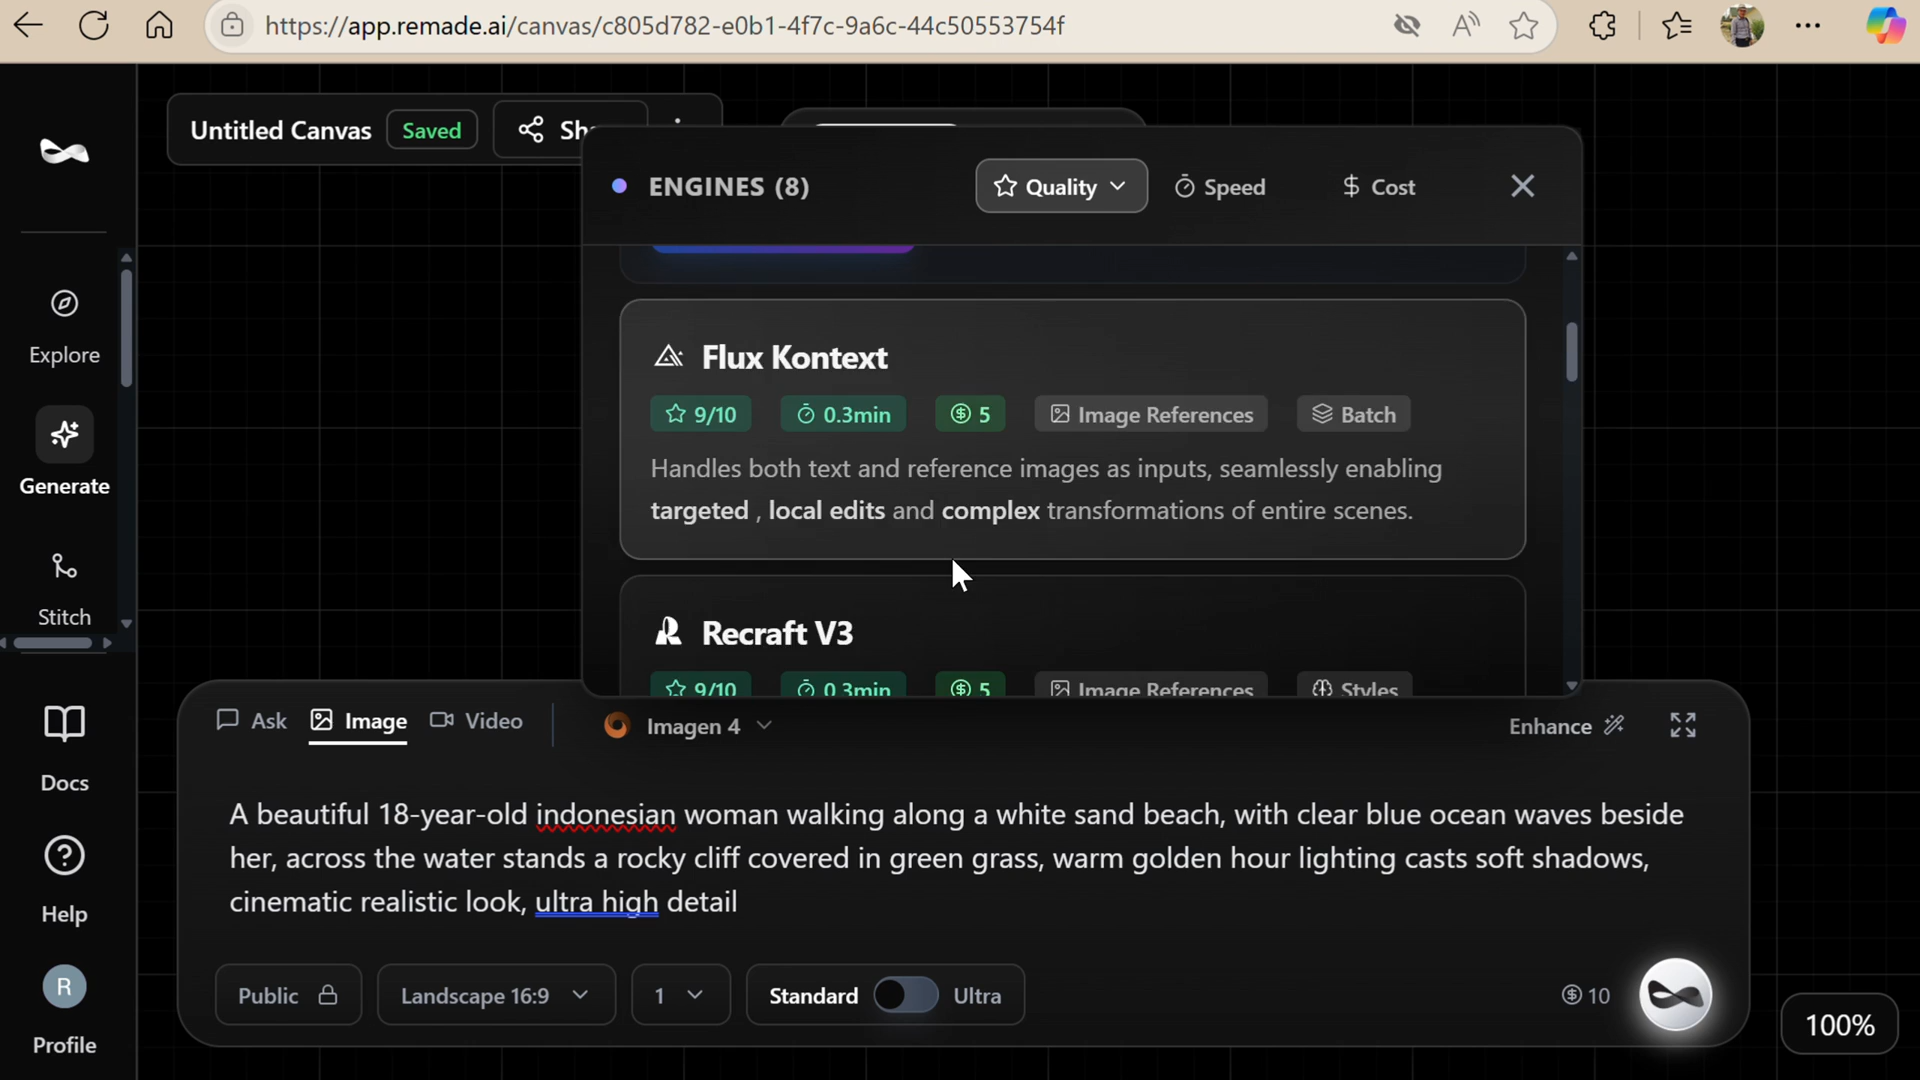 https://app.remade.ai/canvas/c805d782-e0b1-4f7c-9a6c-44c50553754f
Untitled Canvas Saved Sh
ENGINES (8) Quality Speed $ Cost
Explore
Generate
Stitch
Docs
Help
R
Profile
Flux Kontext
9/10 0.3min $ 5 Image References Batch
Handles both text and reference images as inputs, seamlessly enabling
targeted , local edits and complex transformations of entire scenes.
Recraft V3
9/10 0.3min $ 5 Image References Styles
Ask Image Video Imagen 4 Enhance
A beautiful 18-year-old indonesian woman walking along a white sand beach, with clear blue ocean waves beside
her, across the water stands a rocky cliff covered in green grass, warm golden hour lighting casts soft shadows,
cinematic realistic look, ultra high detail
Public Landscape 16:9 1 Standard Ultra $ 10
100%